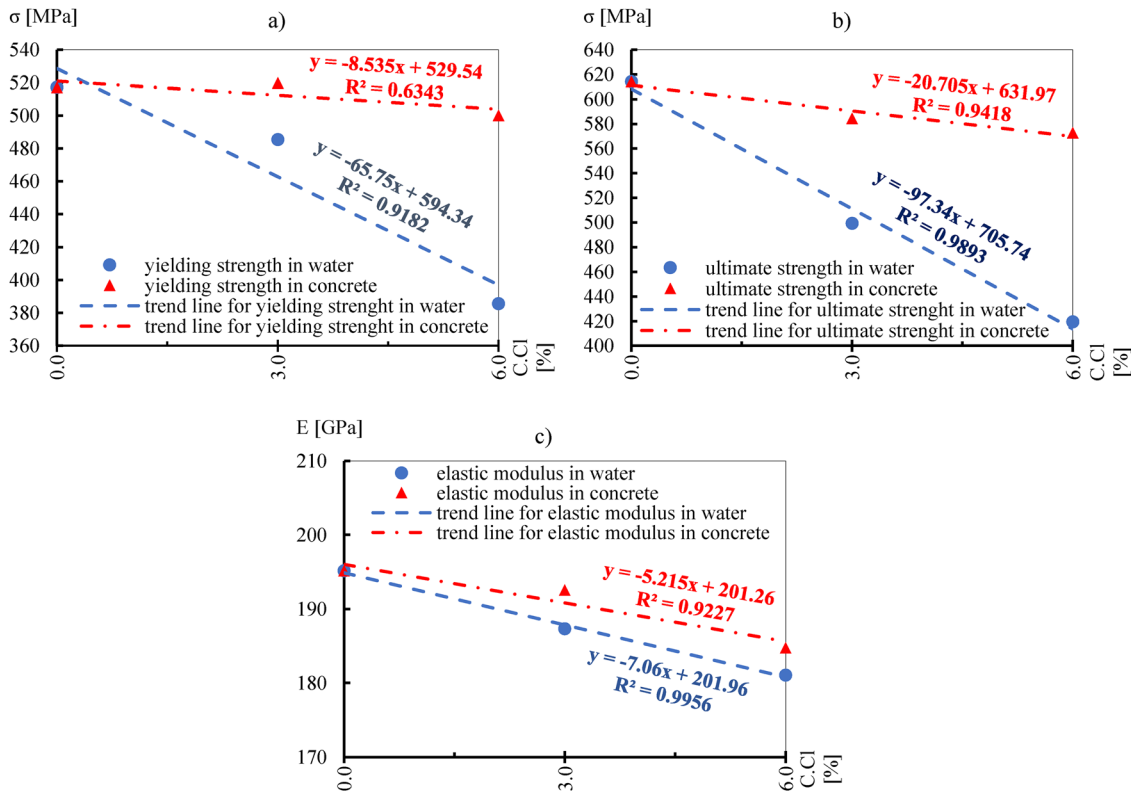 σ [MPa]
a)
540
520
500
480
460
440
420
400
380
360
y = -8.535x + 529.54
R² = 0.6343
y = -65.75x + 594.34
R² = 0.9182
yielding strength in water
yielding strength in concrete
trend line for yielding strenght in water
trend line for yielding strenght in concrete
0.0
3.0
6.0
C.Cl
[%]
σ [MPa]
b)
640
620
600
580
560
540
520
500
480
460
440
420
400
y = -20.705x + 631.97
R² = 0.9418
y = -97.34x + 705.74
R² = 0.9893
ultimate strength in water
ultimate strength in concrete
trend line for ultimate strenght in water
trend line for ultimate strenght in concrete
0.0
3.0
6.0
C.Cl
[%]
E [GPa]
c)
210
200
190
180
170
elastic modulus in water
elastic modulus in concrete
trend line for elastic modulus in water
trend line for elastic modulus in concrete
y = -5.215x + 201.26
R² = 0.9227
y = -7.06x + 201.96
R² = 0.9956
0.0
3.0
6.0
C.Cl
[%]